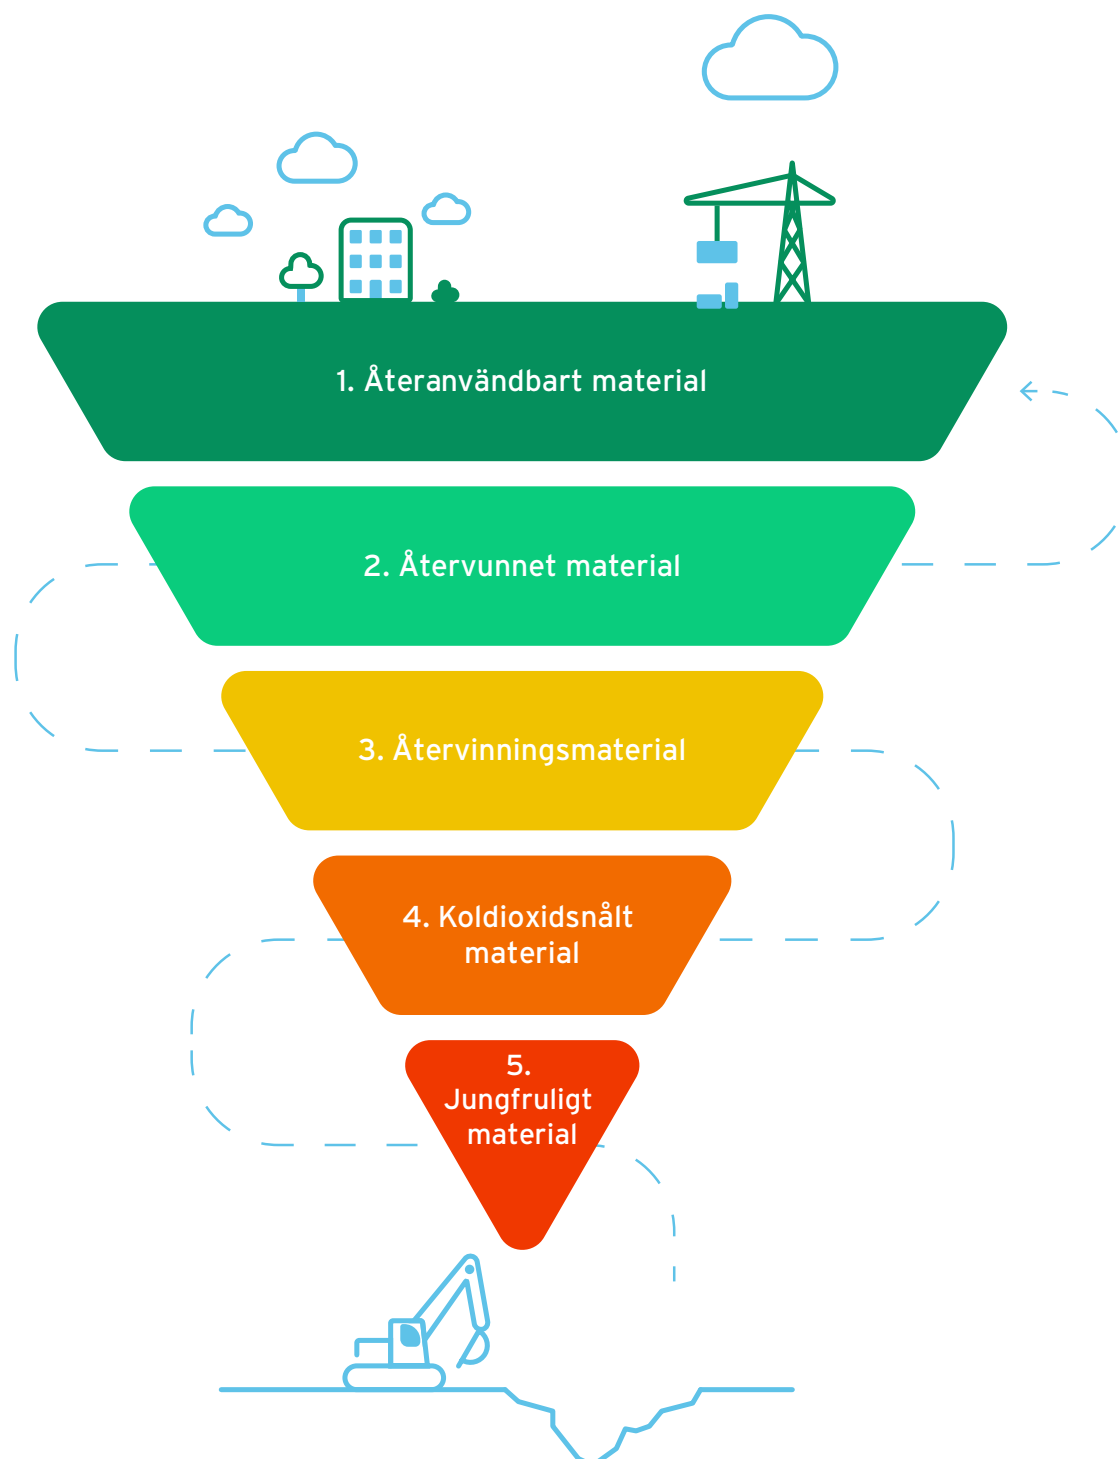 1. Återanvändbart material
2. Återvunnet material
3. Återvinningsmaterial
4. Koldioxidsnålt
material
5.
Jungfruligt
material